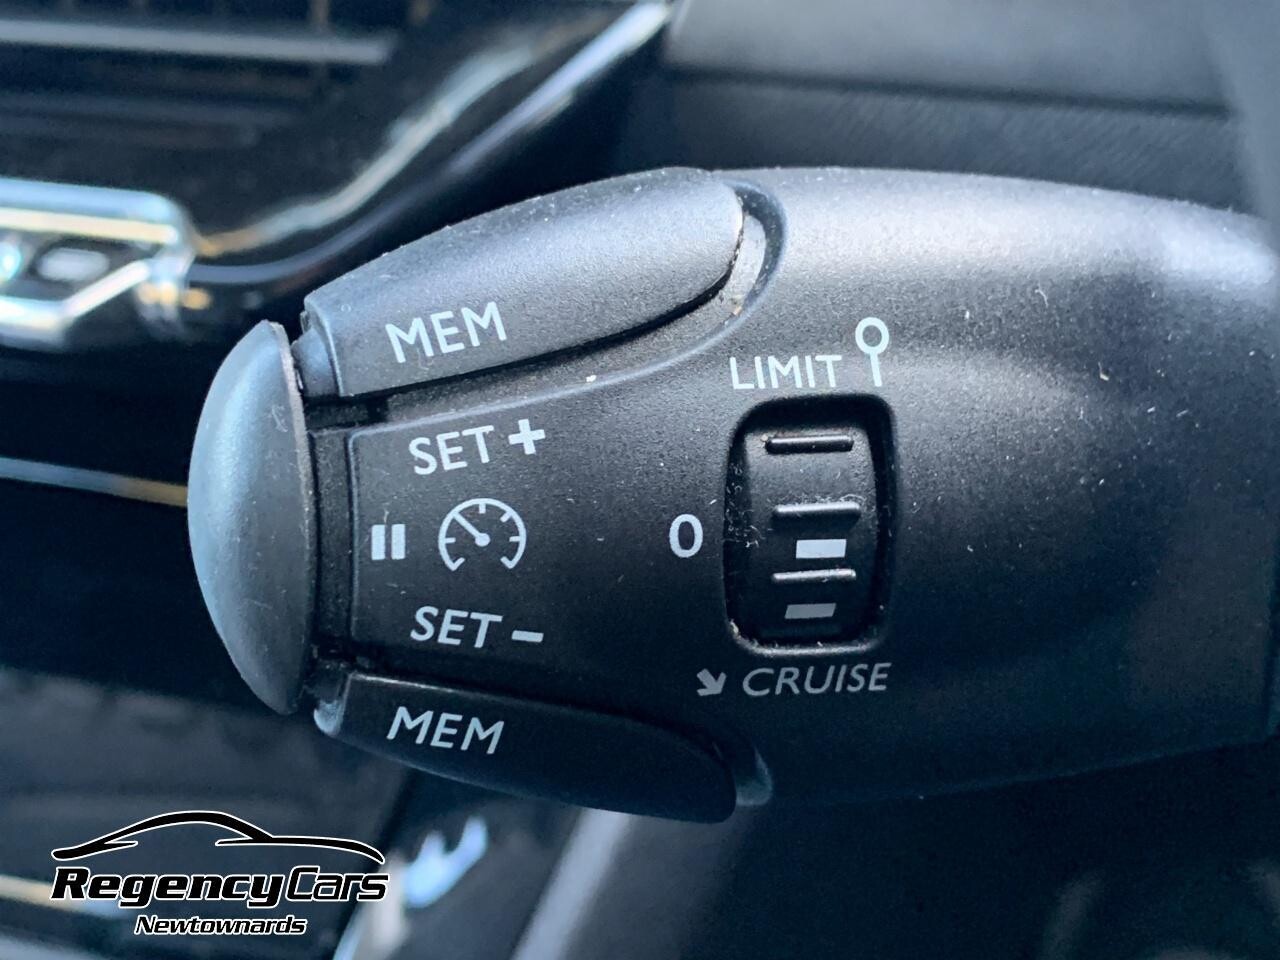 MEM
LIMIT
SET +
0
SET -
CRUISE
MEM
Regency Cars
Newtownards